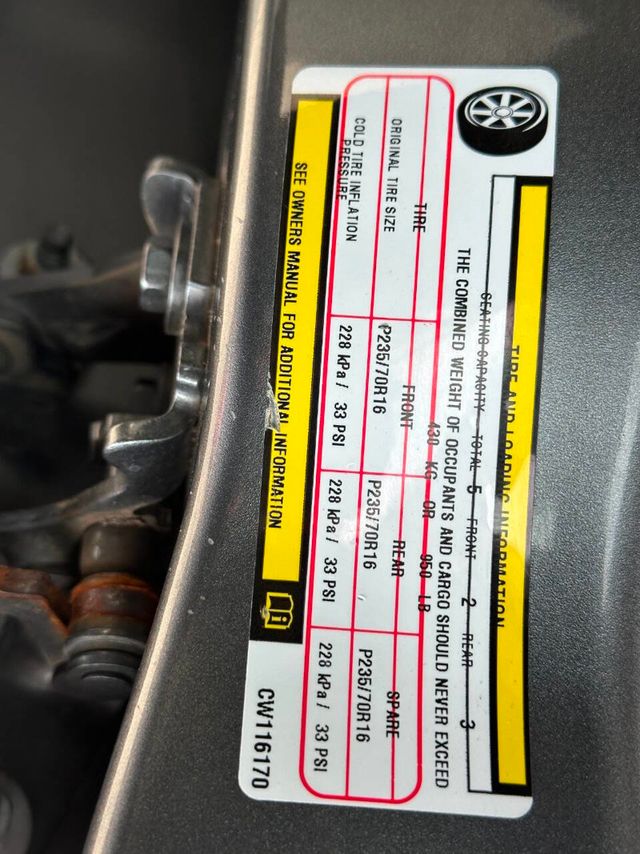 TIRE AND LOADING INFORMATION
SEATING CAPACITY - TOTAL 5 FRONT 2 REAR 3
THE COMBINED WEIGHT OF OCCUPANTS AND CARGO SHOULD NEVER EXCEED
430 KG OR 950 LB
TIRE FRONT REAR SPARE
ORIGINAL TIRE SIZE P235/70R16 P235/70R16 P235/70R16
COLD TIRE INFLATION PRESSURE 228 kPa / 33 PSI 228 kPa / 33 PSI 228 kPa / 33 PSI
SEE OWNERS MANUAL FOR ADDITIONAL INFORMATION
CW116170